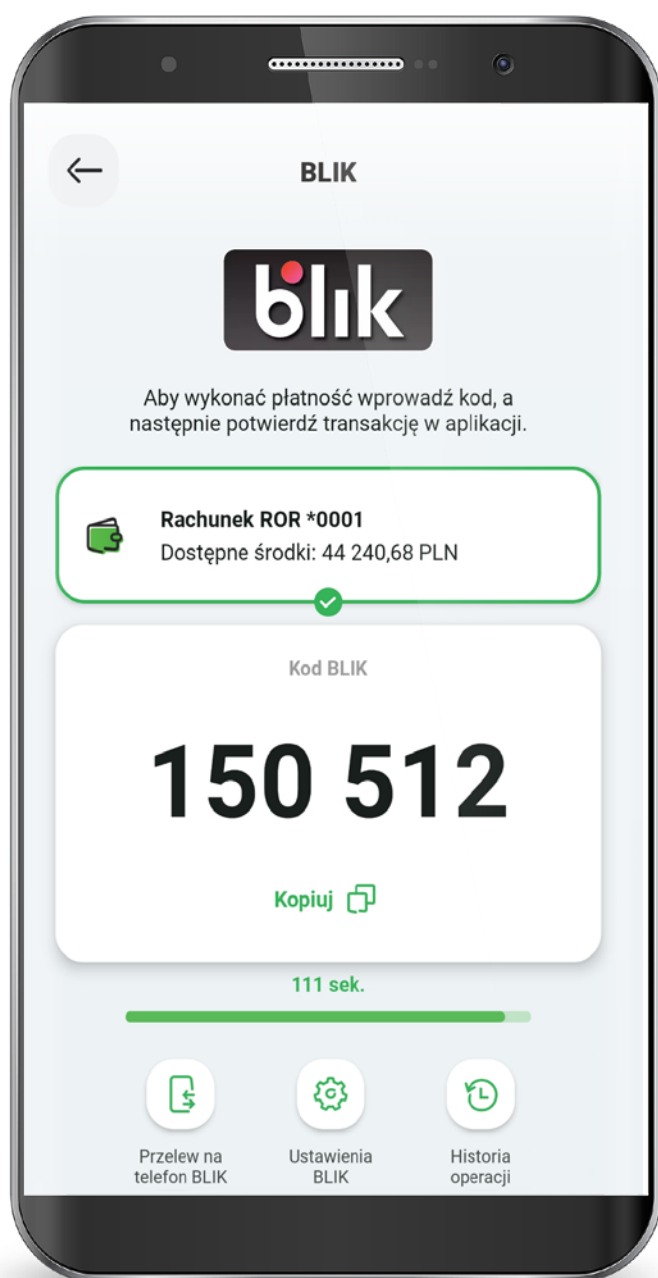 BLIK
blik
Aby wykonać płatność wprowadź kod, a
następnie potwierdź transakcję w aplikacji.
Rachunek ROR *0001
Dostępne środki: 44 240,68 PLN
Kod BLIK
150 512
Kopiuj
111 sek.
Przelew na
telefon BLIK
Ustawienia
BLIK
Historia
operacji